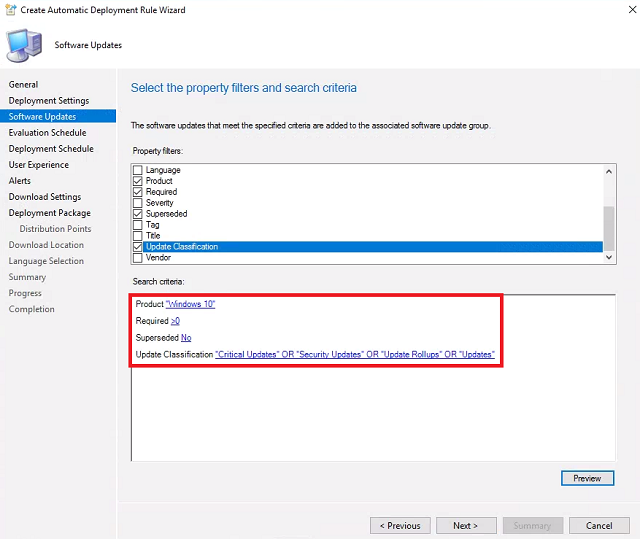 Create Automatic Deployment Rule Wizard
Software Updates
General
Deployment Settings
Software Updates
Evaluation Schedule
Deployment Schedule
User Experience
Alerts
Download Settings
Deployment Package
Distribution Points
Download Location
Language Selection
Summary
Progress
Completion
Select the property filters and search criteria
The software updates that meet the specified criteria are added to the associated software update group.
Property filters:
Language
Product
Required
Severity
Superseded
Tag
Title
Update Classification
Vendor
Search criteria:
Product "Windows 10"
Required >0
Superseded No
Update Classification "Critical Updates" OR "Security Updates" OR "Update Rollups" OR "Updates"
Preview
< Previous
Next >
Summary
Cancel